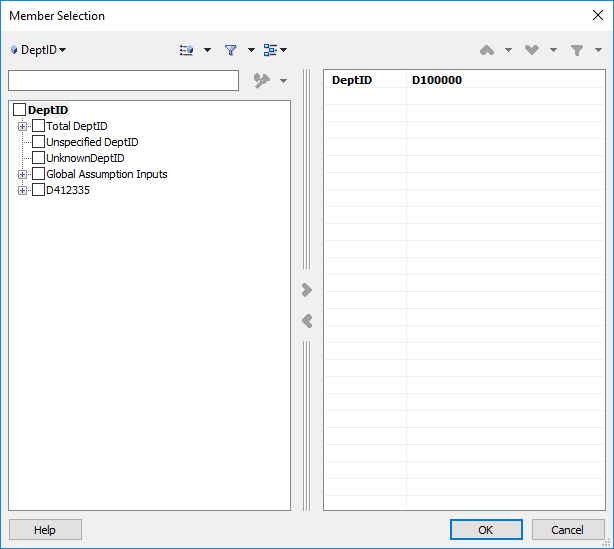 Member Selection
DeptID
DeptID D100000
DeptID
Total DeptID
Unspecified DeptID
UnknownDeptID
Global Assumption Inputs
D412335
Help OK Cancel